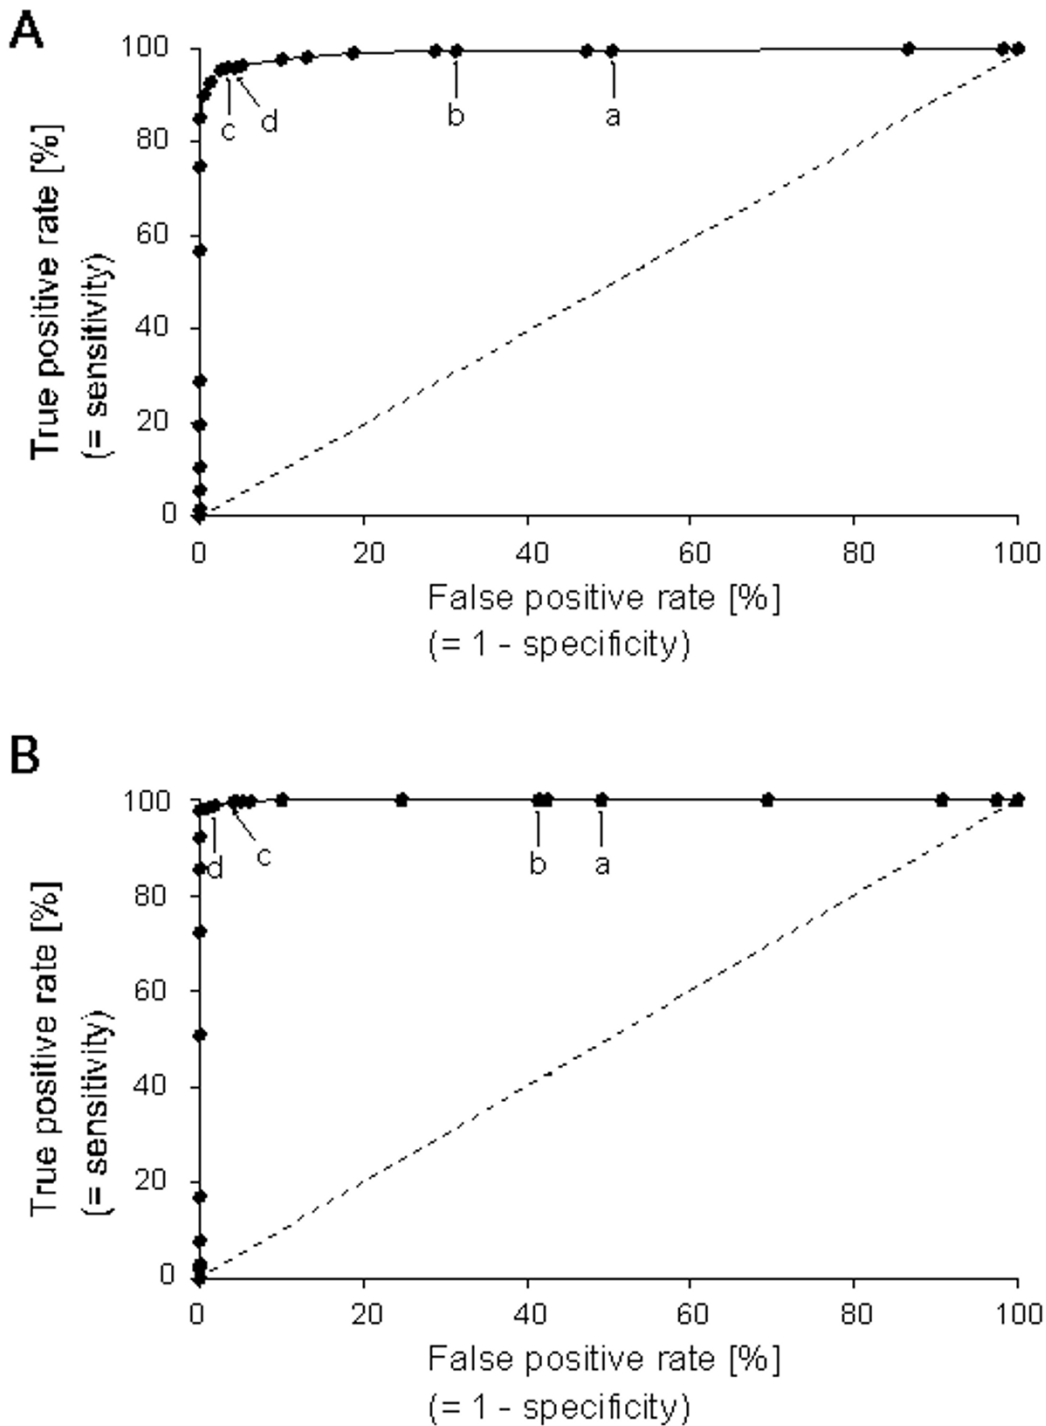 A
100
80
60
40
20
0
True positive rate [%]
(= sensitivity)
c d b a
0 20 40 60 80 100
False positive rate [%]
(= 1 - specificity)
B
100
80
60
40
20
0
True positive rate [%]
(= sensitivity)
d c b a
0 20 40 60 80 100
False positive rate [%]
(= 1 - specificity)